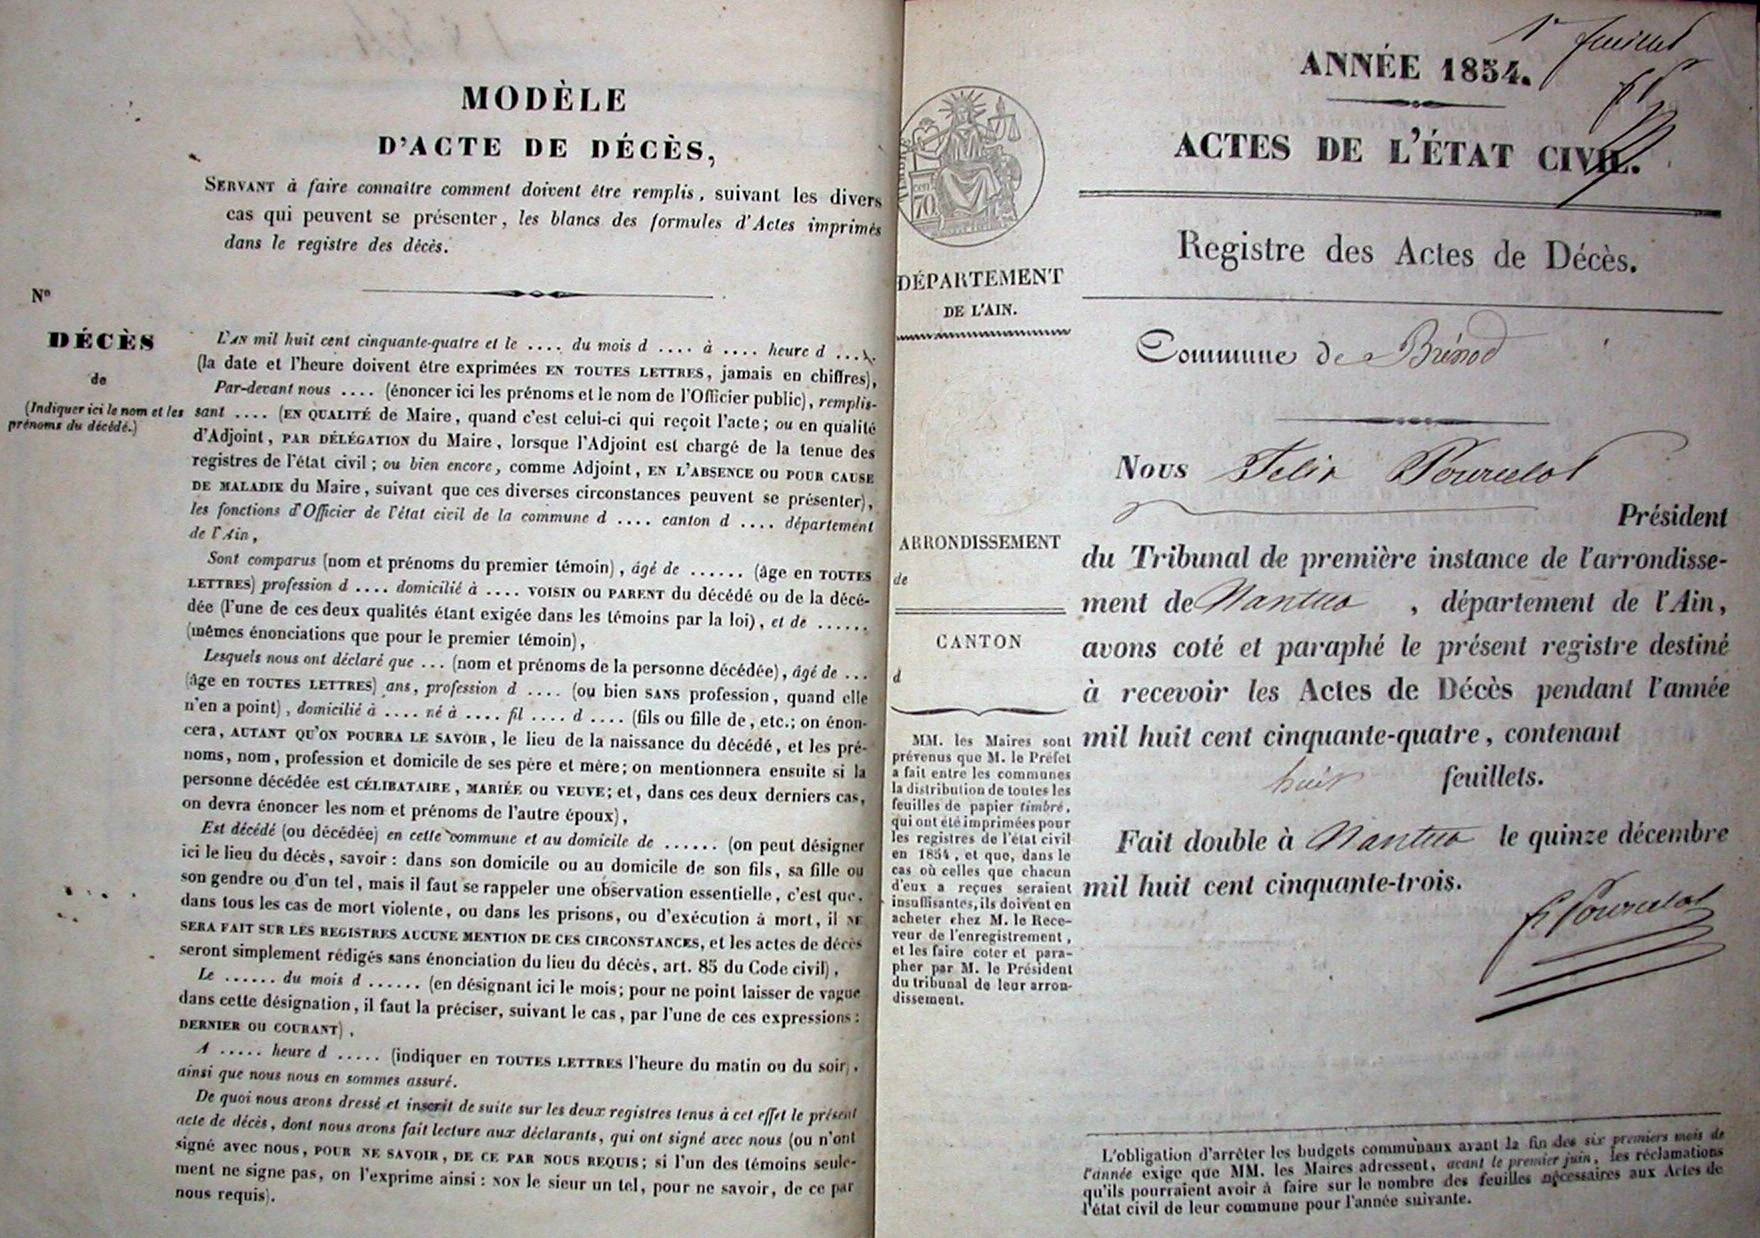 MODÈLE
D'ACTE DE DÉCÈS,
SERVANT à faire connaître comment doivent être remplis, suivant les divers
cas qui peuvent se présenter, les blancs des formules d'Actes imprimés
dans le registre des décès.
No
DÉCÈS
de
(Indiquer ici le nom et les
prénoms du décédé.)
L'AN mil huit cent cinquante-quatre et le .... du mois d .... à .... heure d ....
(la date et l'heure doivent être exprimées EN TOUTES LETTRES, jamais en chiffres),
Par-devant nous .... (énoncer ici les prénoms et le nom de l'Officier public), remplis-
sant .... (EN QUALITÉ de Maire, quand c'est celui-ci qui reçoit l'acte; ou en qualité
d'Adjoint, PAR DÉLÉGATION du Maire, lorsque l'Adjoint est chargé de la tenue des
registres de l'état civil; ou bien encore, comme Adjoint, EN L'ABSENCE OU POUR CAUSE
DE MALADIE du Maire, suivant que ces diverses circonstances peuvent se présenter),
les fonctions d'Officier de l'état civil de la commune d .... canton d .... département
de l'Ain,
Sont comparus (nom et prénoms du premier témoin), âgé de ...... (âge en TOUTES
LETTRES) profession d .... domicilié à .... VOISIN OU PARENT du décédé ou de la décé-
dée (l'une de ces deux qualités étant exigée dans les témoins par la loi), et de ......
(mêmes énonciations que pour le premier témoin),
Lesquels nous ont déclaré que ... (nom et prénoms de la personne décédée), âgé de ...
(âge en TOUTES LETTRES) ans, profession d .... (ou bien SANS profession, quand elle
n'en a point), domicilié à .... né à .... fil .... d .... (fils ou fille de, etc.; on énon-
cera, AUTANT QU'ON POURRA LE SAVOIR, le lieu de la naissance du décédé, et les pré-
noms, nom, profession et domicile de ses père et mère; on mentionnera ensuite si la
personne décédée est CÉLIBATAIRE, MARIÉE OU VEUVE; et, dans ces deux derniers cas,
on devra énoncer les nom et prénoms de l'autre époux),
Est décédé (ou décédée) en cette commune et au domicile de ...... (on peut désigner
ici le lieu du décès, savoir : dans son domicile ou au domicile de son fils, sa fille ou
son gendre ou d'un tel, mais il faut se rappeler une observation essentielle, c'est que,
dans tous les cas de mort violente, ou dans les prisons, ou d'exécution à mort, il NE
SERA FAIT SUR LES REGISTRES AUCUNE MENTION DE CES CIRCONSTANCES, et les actes de décès
seront simplement rédigés sans énonciation du lieu du décès, art. 85 du Code civil),
Le ...... du mois d ...... (en désignant ici le mois; pour ne point laisser de vague
dans cette désignation, il faut la préciser, suivant le cas, par l'une de ces expressions :
DERNIER OU COURANT),
A ..... heure d ..... (indiquer en TOUTES LETTRES l'heure du matin ou du soir),
ainsi que nous nous en sommes assuré.
De quoi nous avons dressé et inscrit de suite sur les deux registres tenus à cet effet le présent
acte de décès, dont nous avons fait lecture aux déclarants, qui ont signé avec nous (ou n'ont
signé avec nous, POUR NE SAVOIR, DE CE PAR NOUS REQUIS; si l'un des témoins seule-
ment ne signe pas, on l'exprime ainsi : NON le sieur un tel, pour ne savoir, de ce par
nous requis).
1er feuillet
ANNÉE 1854.
ACTES DE L'ÉTAT CIVIL.
TIMBRE
cen
70
Registre des Actes de Décès.
DÉPARTEMENT
DE L'AIN.
Commune de Brénod
Nous Felix Pourcelot
Président
du Tribunal de première instance de l'arrondisse-
ment de Nantua, département de l'Ain,
avons coté et paraphé le présent registre destiné
à recevoir les Actes de Décès pendant l'année
mil huit cent cinquante-quatre, contenant
huit feuillets.
Fait double à Nantua le quinze décembre
mil huit cent cinquante-trois.
F Pourcelot
ARRONDISSEMENT
de
CANTON
d
MM. les Maires sont
prévenus que M. le Préfet
a fait entre les communes
la distribution de toutes les
feuilles de papier timbré,
qui ont été imprimées pour
les registres de l'état civil
en 1854, et que, dans le
cas où celles que chacun
d'eux a reçues seraient
insuffisantes, ils doivent en
acheter chez M. le Rece-
veur de l'enregistrement,
et les faire coter et para-
pher par M. le Président
du tribunal de leur arron-
dissement.
L'obligation d'arrêter les budgets communaux avant la fin des six premiers mois de
l'année exige que MM. les Maires adressent, avant le premier juin, les réclamations
qu'ils pourraient avoir à faire sur le nombre des feuilles nécessaires aux Actes de
l'état civil de leur commune pour l'année suivante.